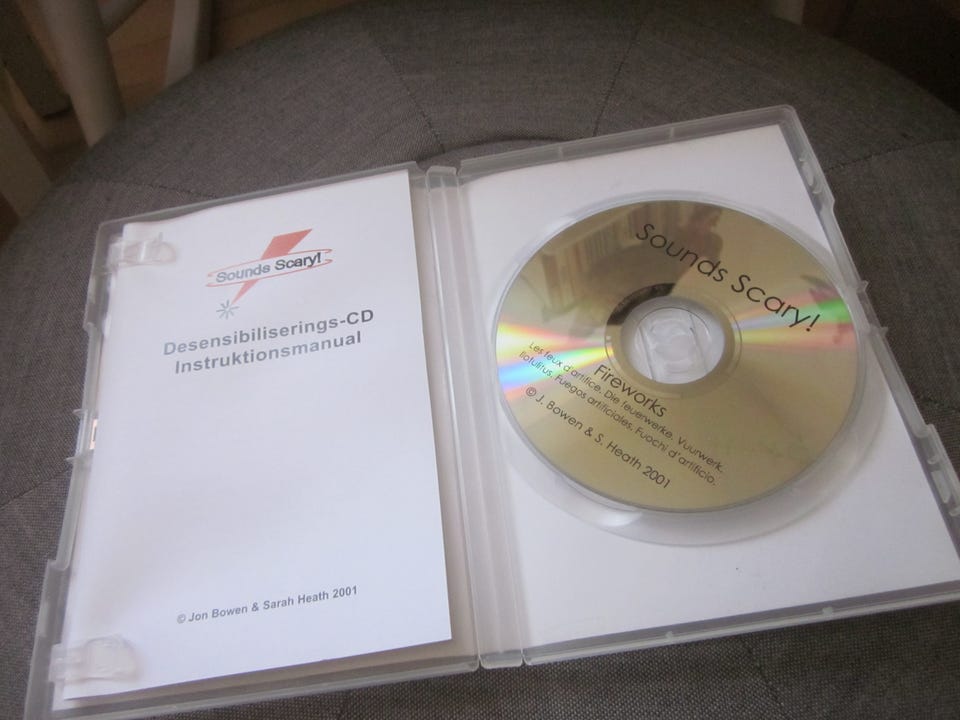 Sounds Scary!
Desensibiliserings-CD
Instruktionsmanual
© Jon Bowen & Sarah Heath 2001
Sounds Scary!
Fireworks
Les feux d'artifice. Die feuerwerke. Vuurwerk.
Ilotulitus. Fuegos artificiales. Fuochi d'artificio.
© J. Bowen & S. Heath 2001